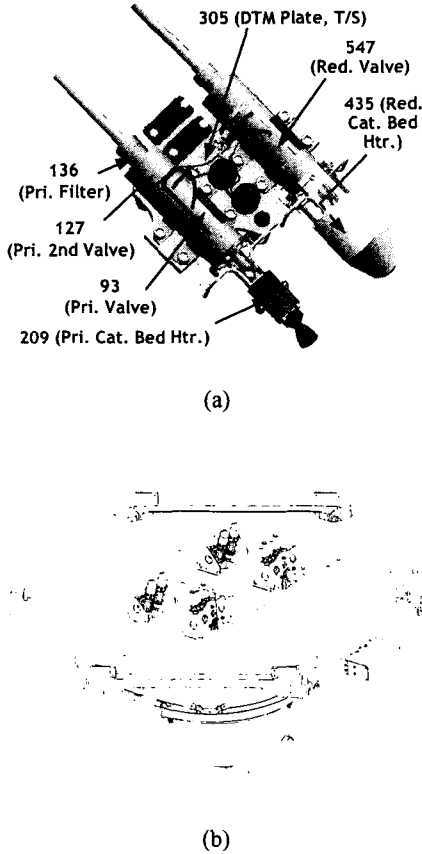 305 (DTM Plate, T/S)
547
(Red. Valve)
435 (Red.
Cat. Bed
Htr.)
136
(Pri. Filter)
127
(Pri. 2nd Valve)
93
(Pri. Valve)
209 (Pri. Cat. Bed Htr.)
(a)
(b)